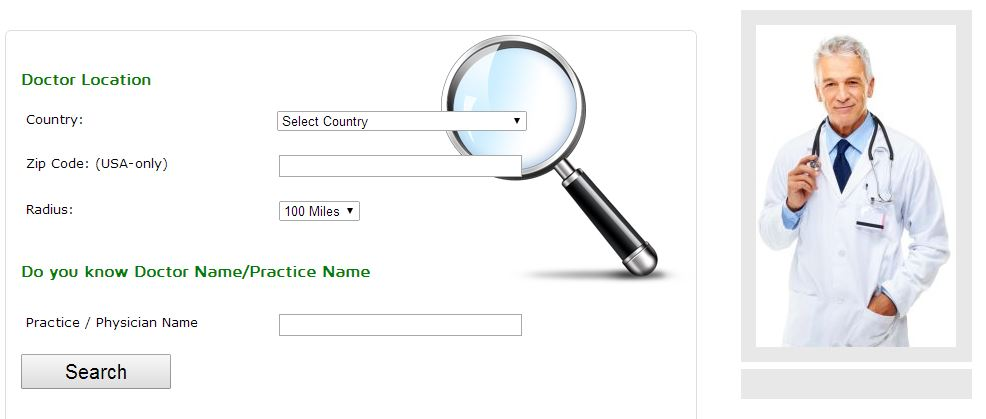 Doctor Location
Country:
Select Country
Zip Code: (USA-only)
Radius:
100 Miles
Do you know Doctor Name/Practice Name
Practice / Physician Name
Search